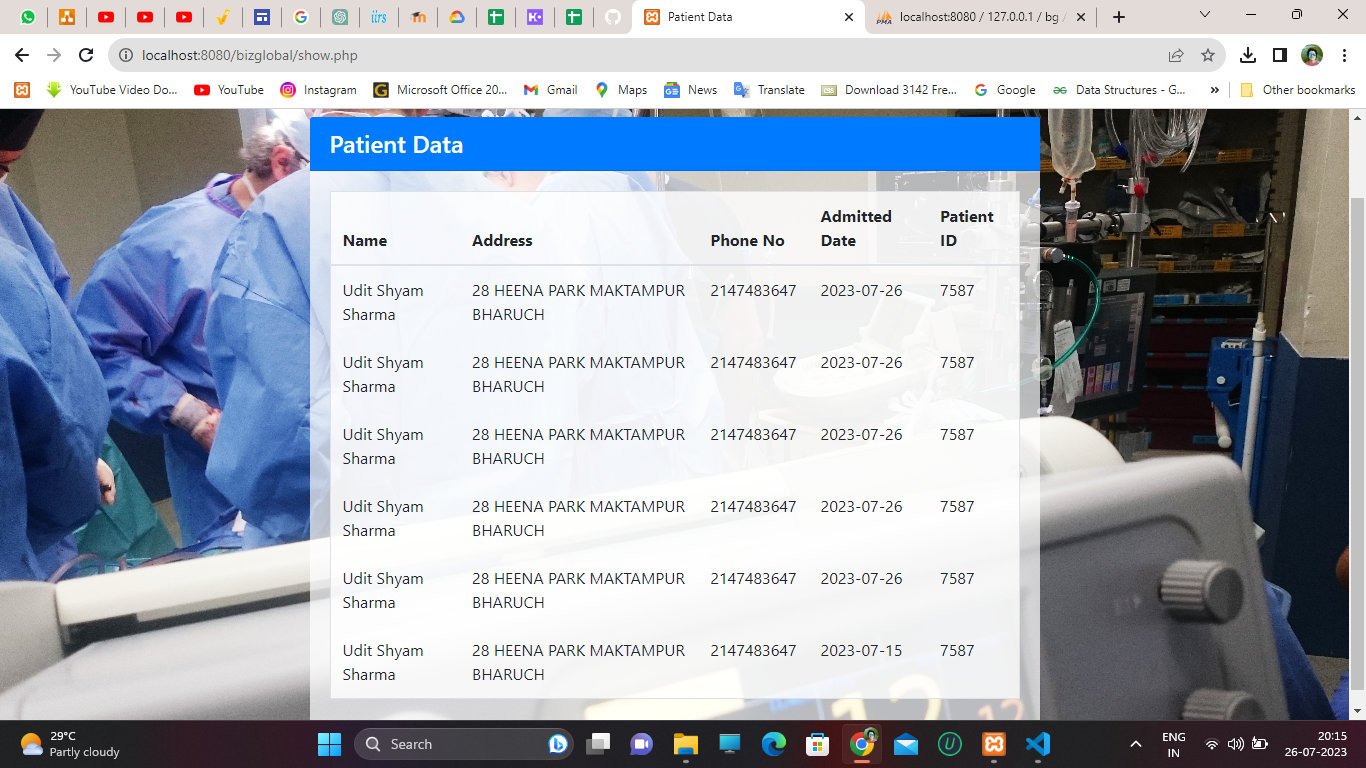 Patient Data
localhost:8080 / 127.0.0.1 / bg /
localhost:8080/bizglobal/show.php
YouTube Video Do... YouTube Instagram Microsoft Office 20... Gmail Maps News Translate Download 3142 Fre... Google Data Structures - G... » Other bookmarks
Patient Data
Name Address Phone No Admitted Date Patient ID
Udit Shyam Sharma 28 HEENA PARK MAKTAMPUR BHARUCH 2147483647 2023-07-26 7587
Udit Shyam Sharma 28 HEENA PARK MAKTAMPUR BHARUCH 2147483647 2023-07-26 7587
Udit Shyam Sharma 28 HEENA PARK MAKTAMPUR BHARUCH 2147483647 2023-07-26 7587
Udit Shyam Sharma 28 HEENA PARK MAKTAMPUR BHARUCH 2147483647 2023-07-26 7587
Udit Shyam Sharma 28 HEENA PARK MAKTAMPUR BHARUCH 2147483647 2023-07-26 7587
Udit Shyam Sharma 28 HEENA PARK MAKTAMPUR BHARUCH 2147483647 2023-07-15 7587
12
12
29°C
Partly cloudy
Search
ENG
IN
20:15
26-07-2023